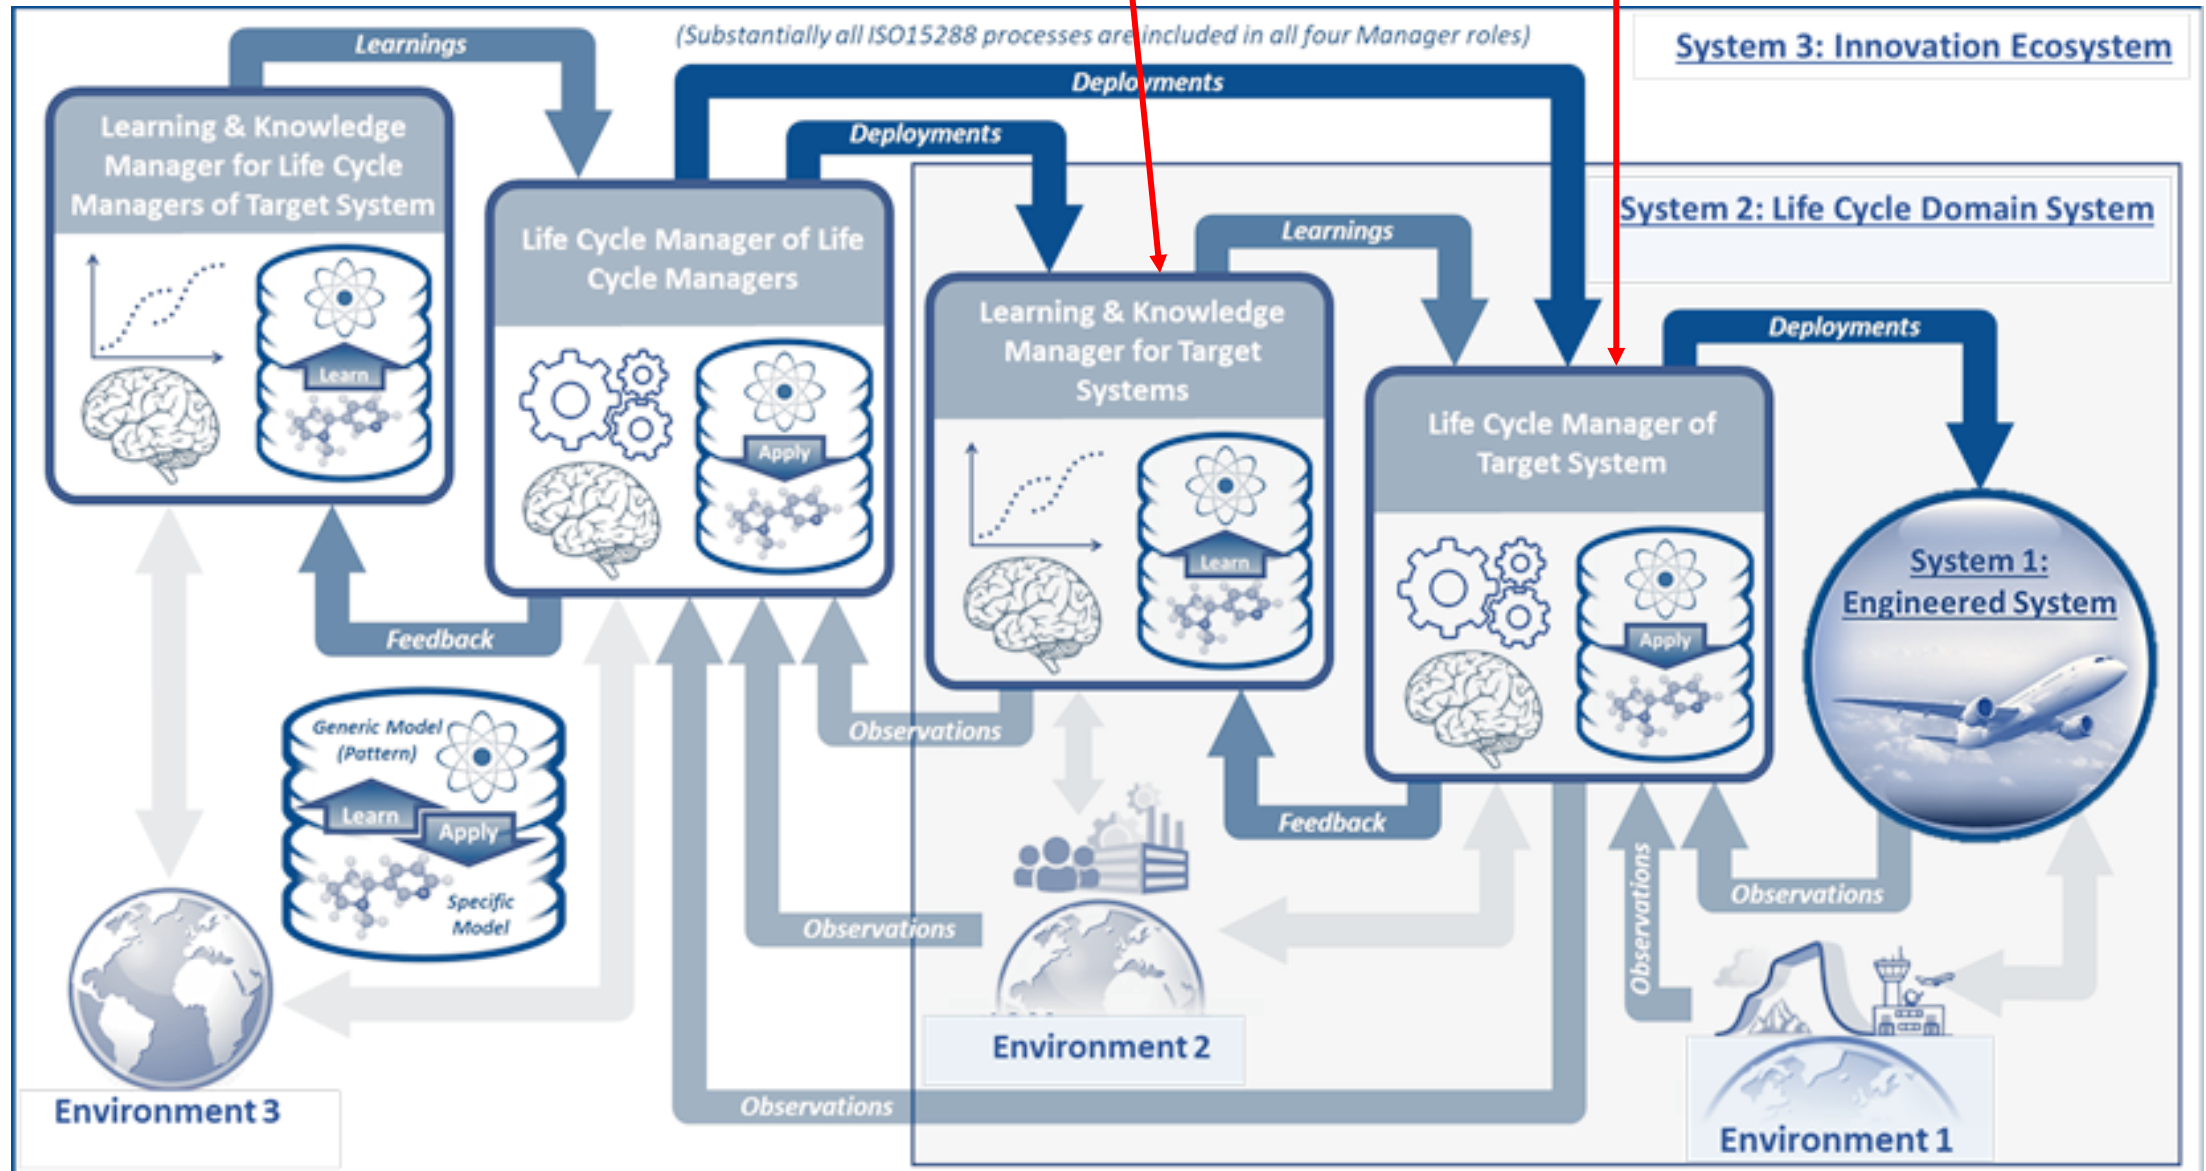 Learnings
(Substantially all ISO15288 processes are included in all four Manager roles)
System 3: Innovation Ecosystem
Deployments
Learning & Knowledge
Manager for Life Cycle
Managers of Target System
Learn
Deployments
Life Cycle Manager of Life
Cycle Managers
Apply
Feedback
System 2: Life Cycle Domain System
Learnings
Learning & Knowledge
Manager for Target
Systems
Learn
Deployments
Life Cycle Manager of
Target System
Apply
System 1:
Engineered System
Generic Model
(Pattern)
Learn
Apply
Specific
Model
Observations
Feedback
Observations
Observations
Observations
Environment 2
Observations
Environment 3
Environment 1